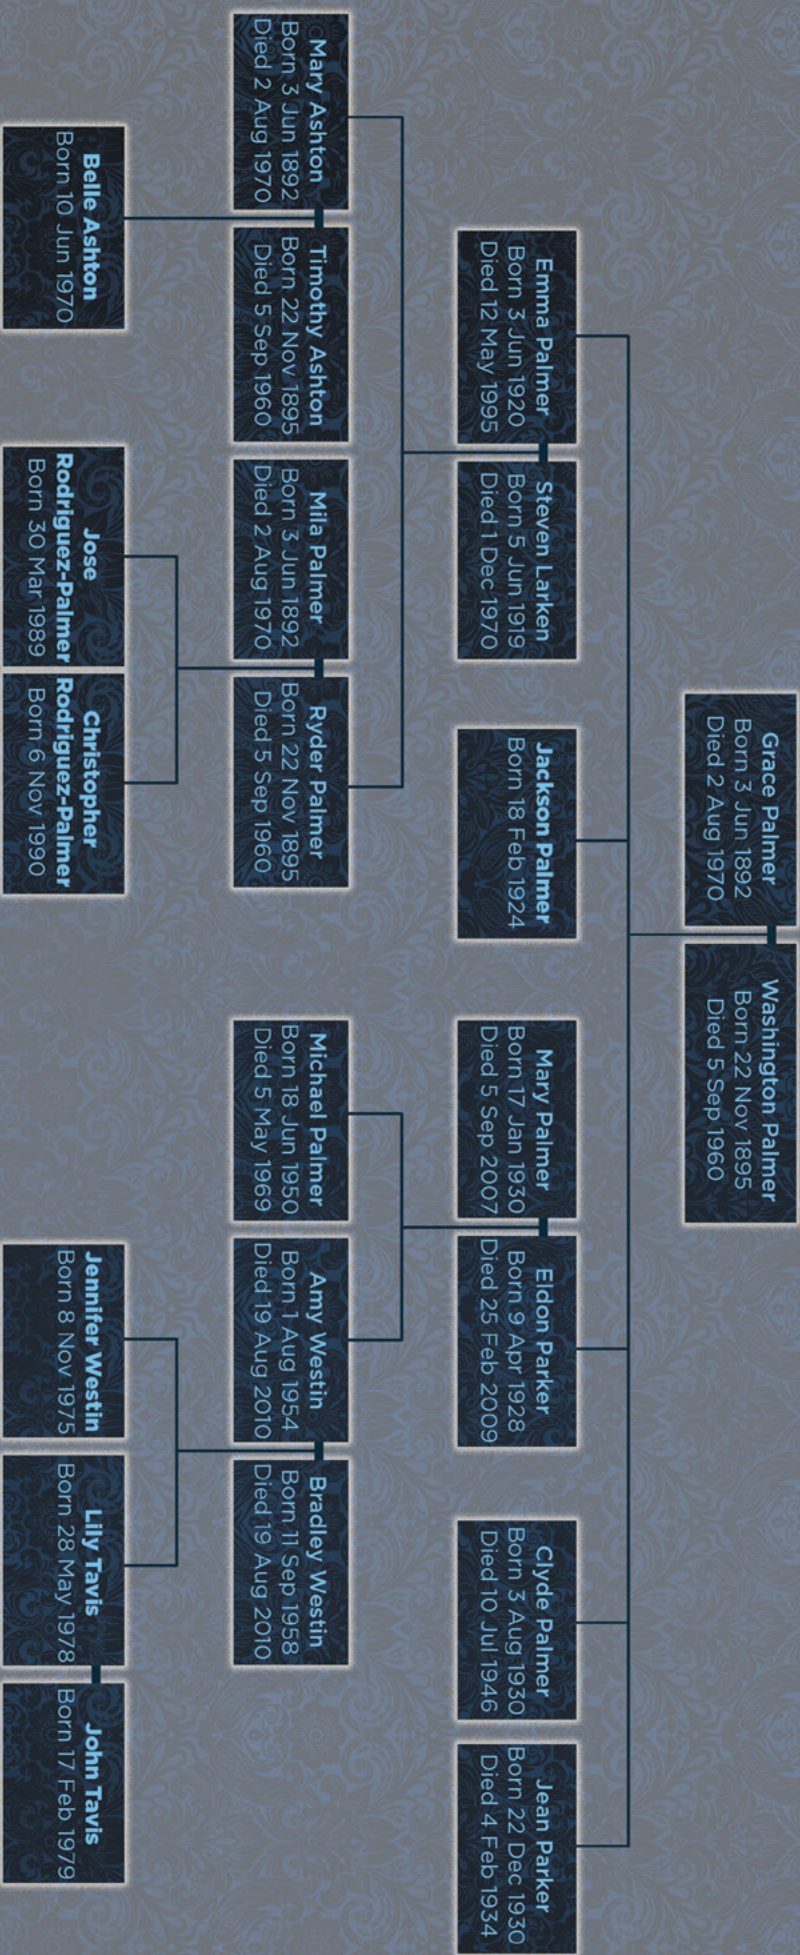 Grace Palmer
Born 3 Jun 1892
Died 2 Aug 1970
Washington Palmer
Born 22 Nov 1895
Died 5 Sep 1960
Emma Palmer
Born 3 Jun 1920
Died 12 May 1995
Steven Larken
Born 5 Jun 1919
Died 1 Dec 1970
Jackson Palmer
Born 18 Feb 1924
Mary Palmer
Born 17 Jan 1930
Died 5 Sep 2007
Eldon Parker
Born 9 Apr 1928
Died 25 Feb 2009
Clyde Palmer
Born 3 Aug 1930
Died 10 Jul 1946
Jean Parker
Born 22 Dec 1930
Died 4 Feb 1934
Mary Ashton
Born 3 Jun 1892
Died 2 Aug 1970
Timothy Ashton
Born 22 Nov 1895
Died 5 Sep 1960
Mila Palmer
Born 3 Jun 1892
Died 2 Aug 1970
Ryder Palmer
Born 22 Nov 1895
Died 5 Sep 1960
Michael Palmer
Born 18 Jun 1950
Died 5 May 1969
Amy Westin
Born 1 Aug 1954
Died 19 Aug 2010
Bradley Westin
Born 11 Sep 1958
Died 19 Aug 2010
Belle Ashton
Born 10 Jun 1970
Jose
Rodriguez-Palmer
Born 30 Mar 1989
Christopher
Rodriguez-Palmer
Born 6 Nov 1990
Jennifer Westin
Born 8 Nov 1975
Lily Tavis
Born 28 May 1978
John Tavis
Born 17 Feb 1979